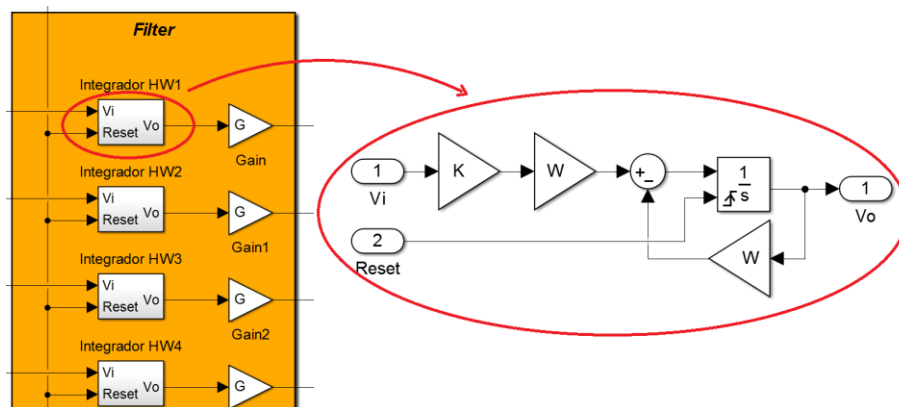 Filter
Integrador HW1
Vi
Reset Vo
G
Gain
Integrador HW2
Vi
Reset Vo
G
Gain1
Integrador HW3
Vi
Reset Vo
G
Gain2
Integrador HW4
Vi
Reset Vo
G
1
Vi
K
W
+
−
1
s
1
Vo
2
Reset
W